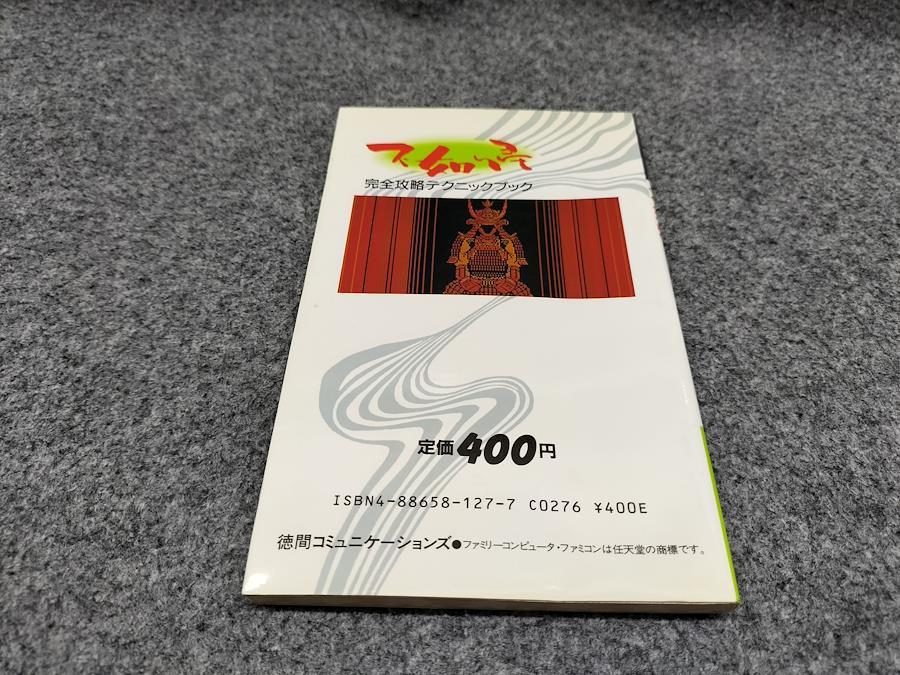 不如帰
完全攻略テクニックブック
定価400円
ISBN4-88658-127-7 C0276 ¥400E
徳間コミュニケーションズ●ファミリーコンピュータ・ファミコンは任天堂の商標です。